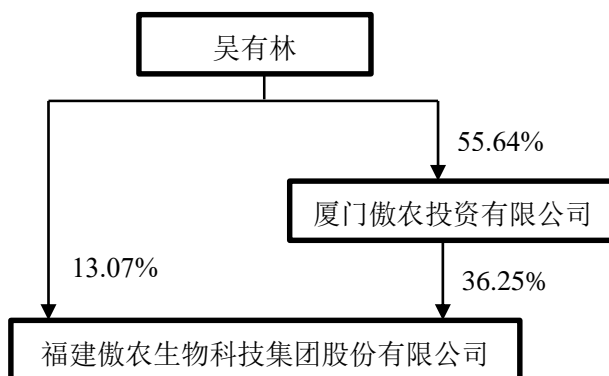 吴有林
55.64%
厦门傲农投资有限公司
13.07%
36.25%
福建傲农生物科技集团股份有限公司